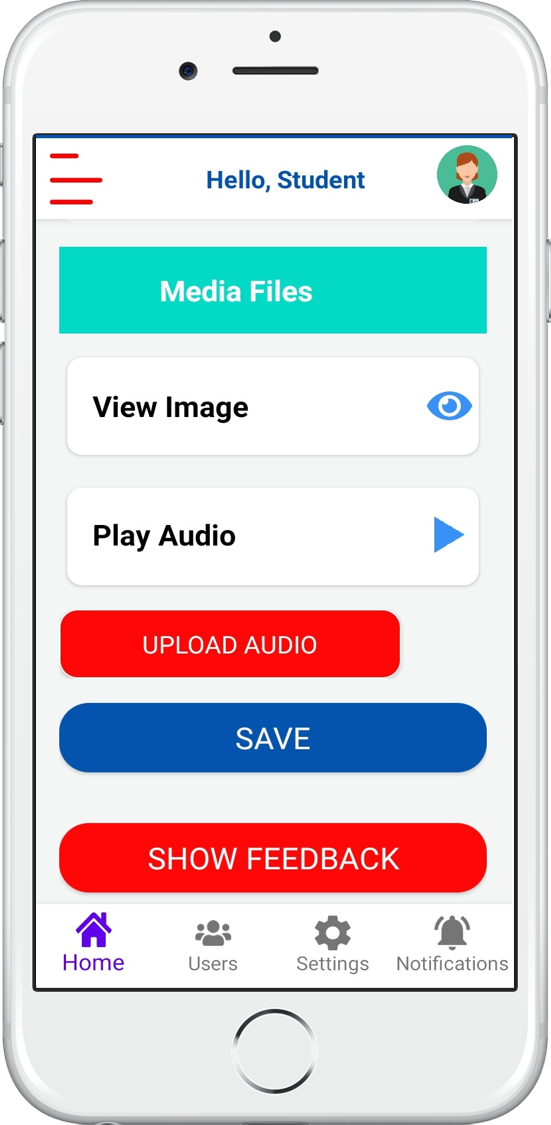 Hello, Student
Media Files
View Image
Play Audio
UPLOAD AUDIO
SAVE
SHOW FEEDBACK
Home
Users
Settings
Notifications